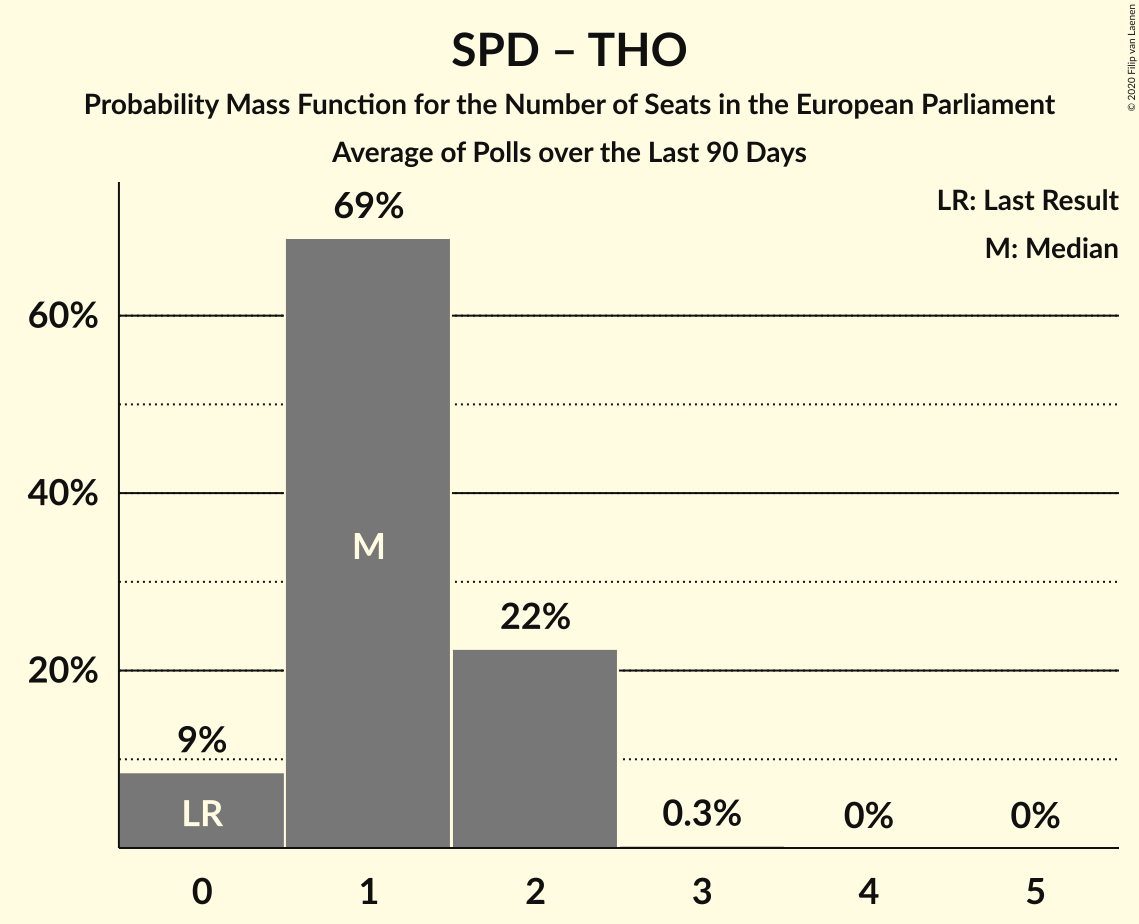 SPD – THO
Probability Mass Function for the Number of Seats in the European Parliament
Average of Polls over the Last 90 Days
© 2020 Filip van Laenen
LR: Last Result
M: Median
69%
60%
40%
M
22%
20%
9%
LR
0.3%
0%
0%
0 1 2 3 4 5